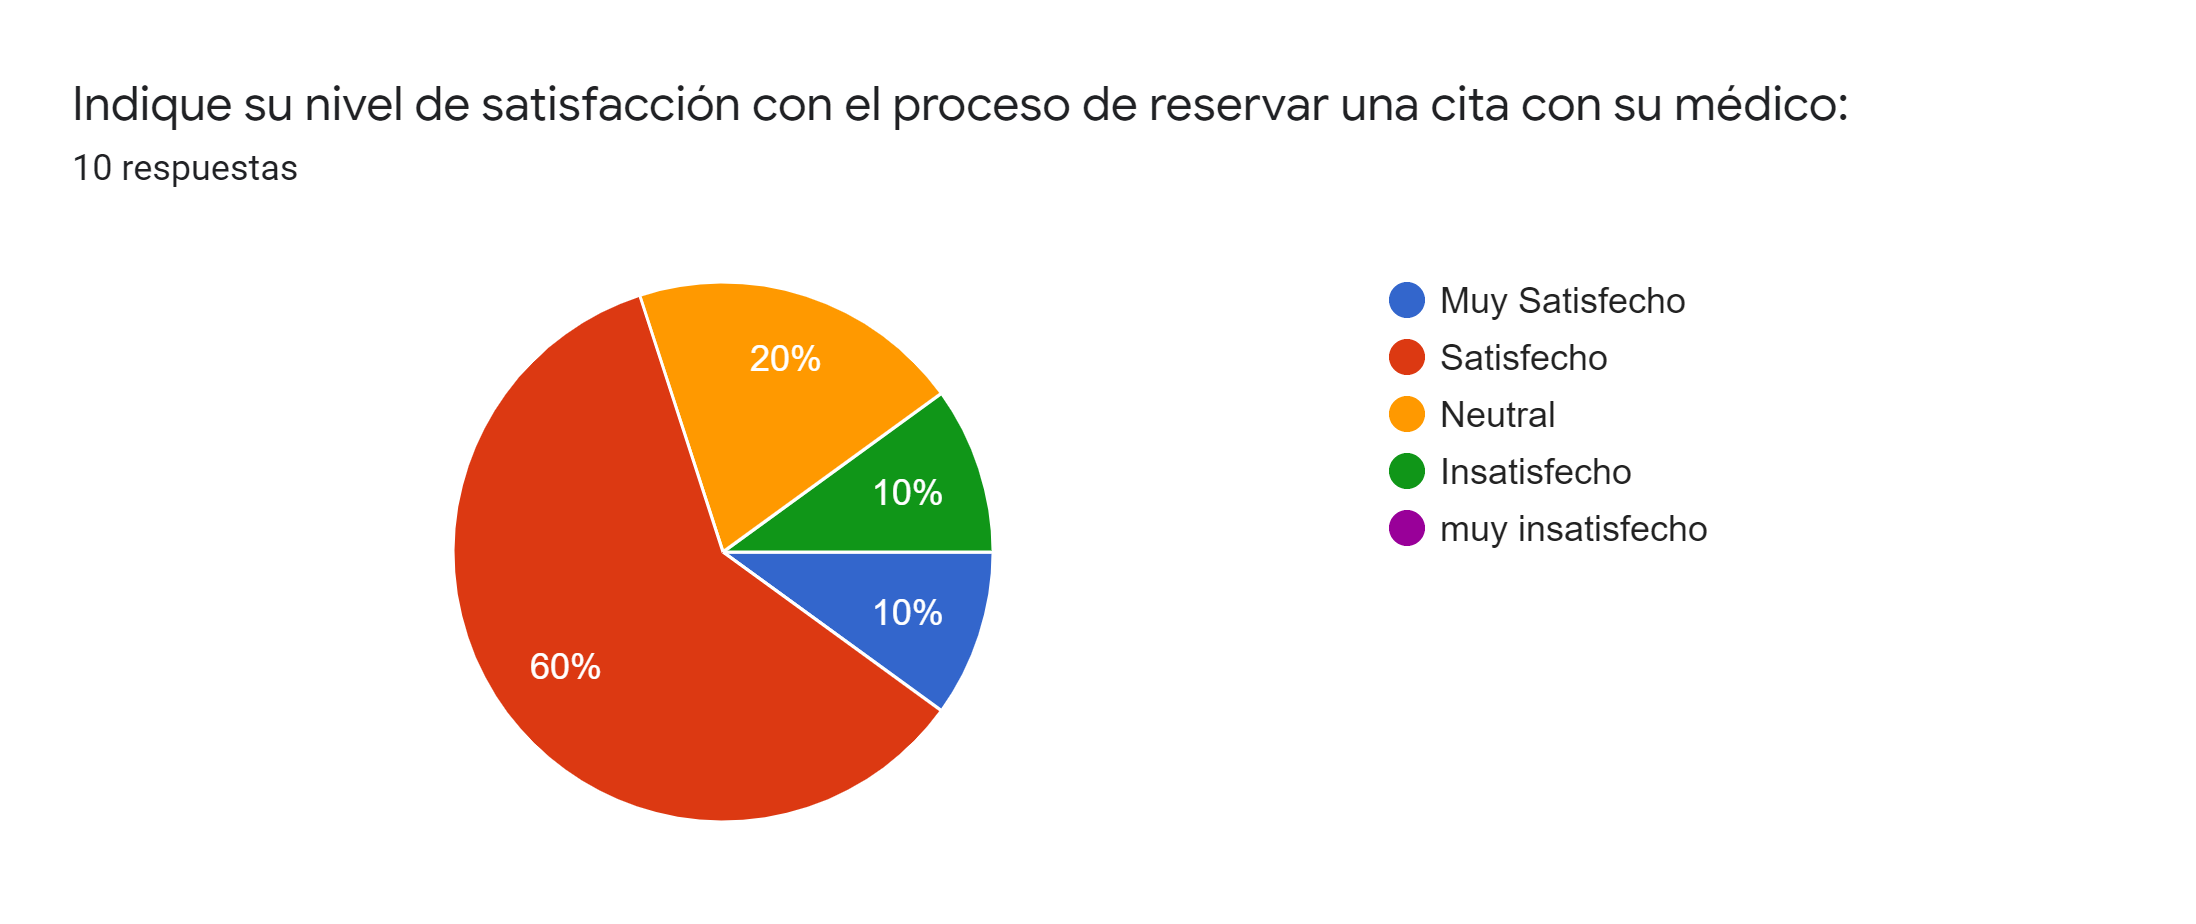 Indique su nivel de satisfacción con el proceso de reservar una cita con su médico:
10 respuestas
20%
10%
10%
60%
Muy Satisfecho
Satisfecho
Neutral
Insatisfecho
muy insatisfecho